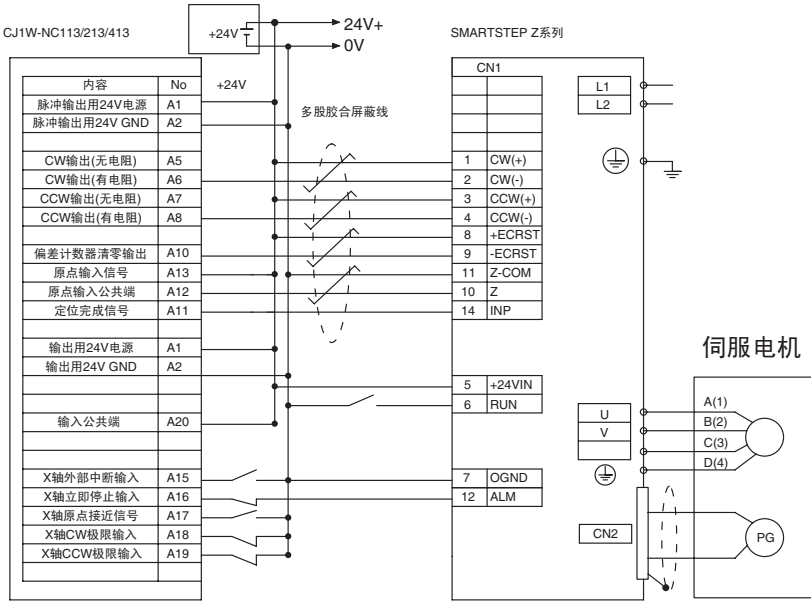 CJ1W-NC113/213/413
+24V
24V+
0V
SMARTSTEP Z系列
内容 No +24V
脉冲输出用24V电源 A1
脉冲输出用24V GND A2
CW输出(无电阻) A5
CW输出(有电阻) A6
CCW输出(无电阻) A7
CCW输出(有电阻) A8
偏差计数器清零输出 A10
原点输入信号 A13
原点输入公共端 A12
定位完成信号 A11
输出用24V电源 A1
输出用24V GND A2
输入公共端 A20
X轴外部中断输入 A15
X轴立即停止输入 A16
X轴原点接近信号 A17
X轴CW极限输入 A18
X轴CCW极限输入 A19
多股胶合屏蔽线
CN1
1 CW(+)
2 CW(-)
3 CCW(+)
4 CCW(-)
8 +ECRST
9 -ECRST
11 Z-COM
10 Z
14 INP
5 +24VIN
6 RUN
7 OGND
12 ALM
L1
L2
U
V
CN2
伺服电机
A(1)
B(2)
C(3)
D(4)
PG